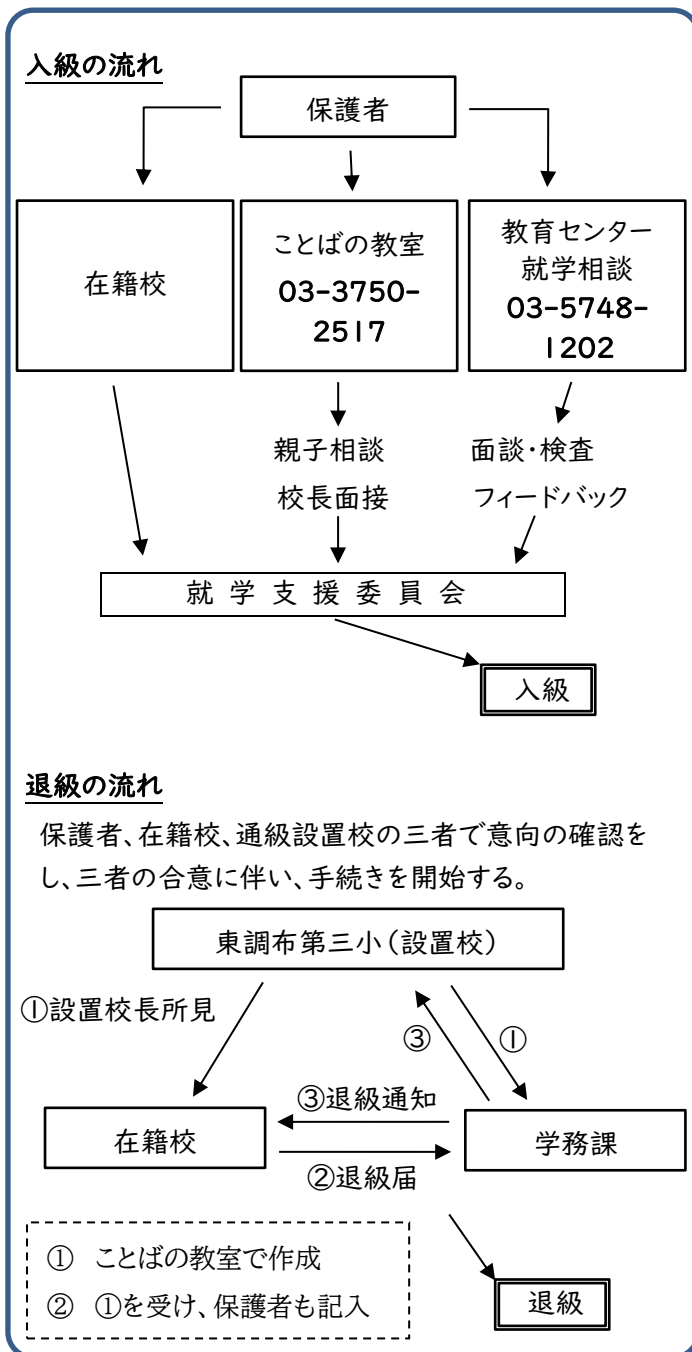 入級の流れ
保護者
在籍校
ことばの教室
03-3750-
2517
教育センター
就学相談
03-5748-
1202
親子相談
校長面接
面談・検査
フィードバック
就学支援委員会
入級
退級の流れ
保護者、在籍校、通級設置校の三者で意向の確認を
し、三者の合意に伴い、手続きを開始する。
東調布第三小(設置校)
①設置校長所見
③
①
③退級通知
在籍校
学務課
②退級届
① ことばの教室で作成
② ①を受け、保護者も記入
退級